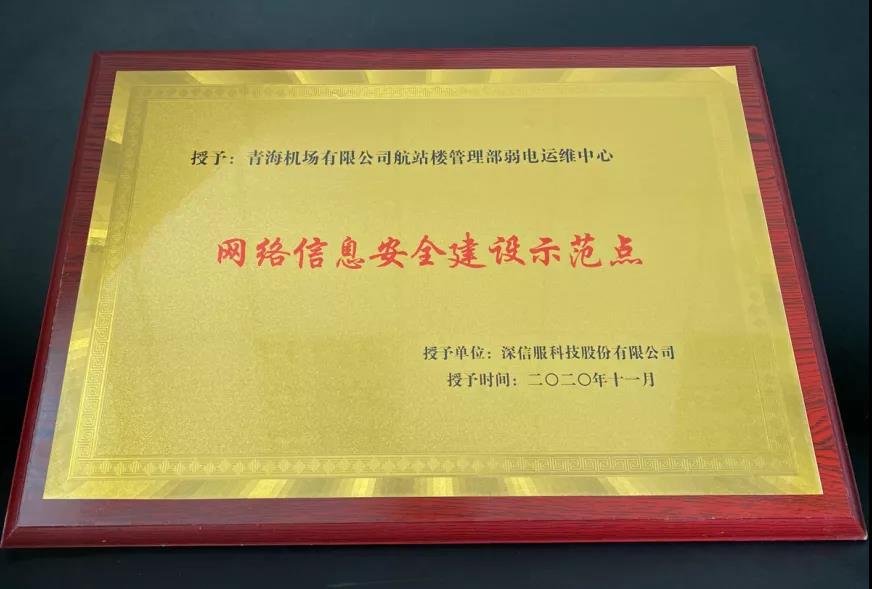 授予：青海机场有限公司航站楼管理部弱电运维中心
网络信息安全建设示范点
授予单位：深信服科技股份有限公司
授予时间：二〇二〇年十一月